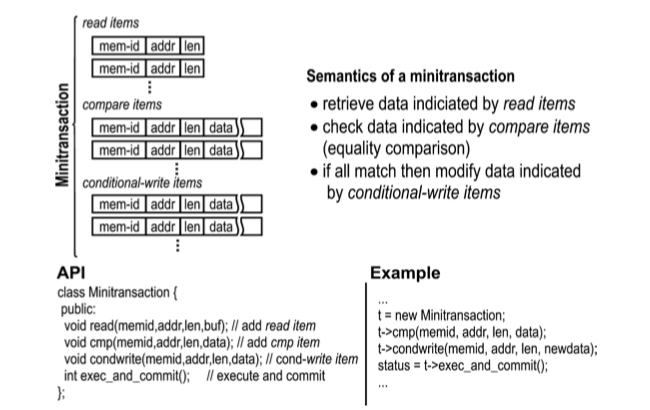 Minitransaction
read items
mem-id addr len
mem-id addr len
compare items
mem-id addr len data
mem-id addr len data
conditional-write items
mem-id addr len data
mem-id addr len data
Semantics of a minitransaction
• retrieve data indiciated by read items
• check data indicated by compare items
(equality comparison)
• if all match then modify data indicated
by conditional-write items
API
class Minitransaction {
public:
void read(memid,addr,len,buf); // add read item
void cmp(memid,addr,len,data); // add cmp item
void condwrite(memid,addr,len,data); // cond-write item
int exec_and_commit(); // execute and commit
};
Example
...
t = new Minitransaction;
t->cmp(memid, addr, len, data);
t->condwrite(memid, addr, len, newdata);
status = t->exec_and_commit();
...